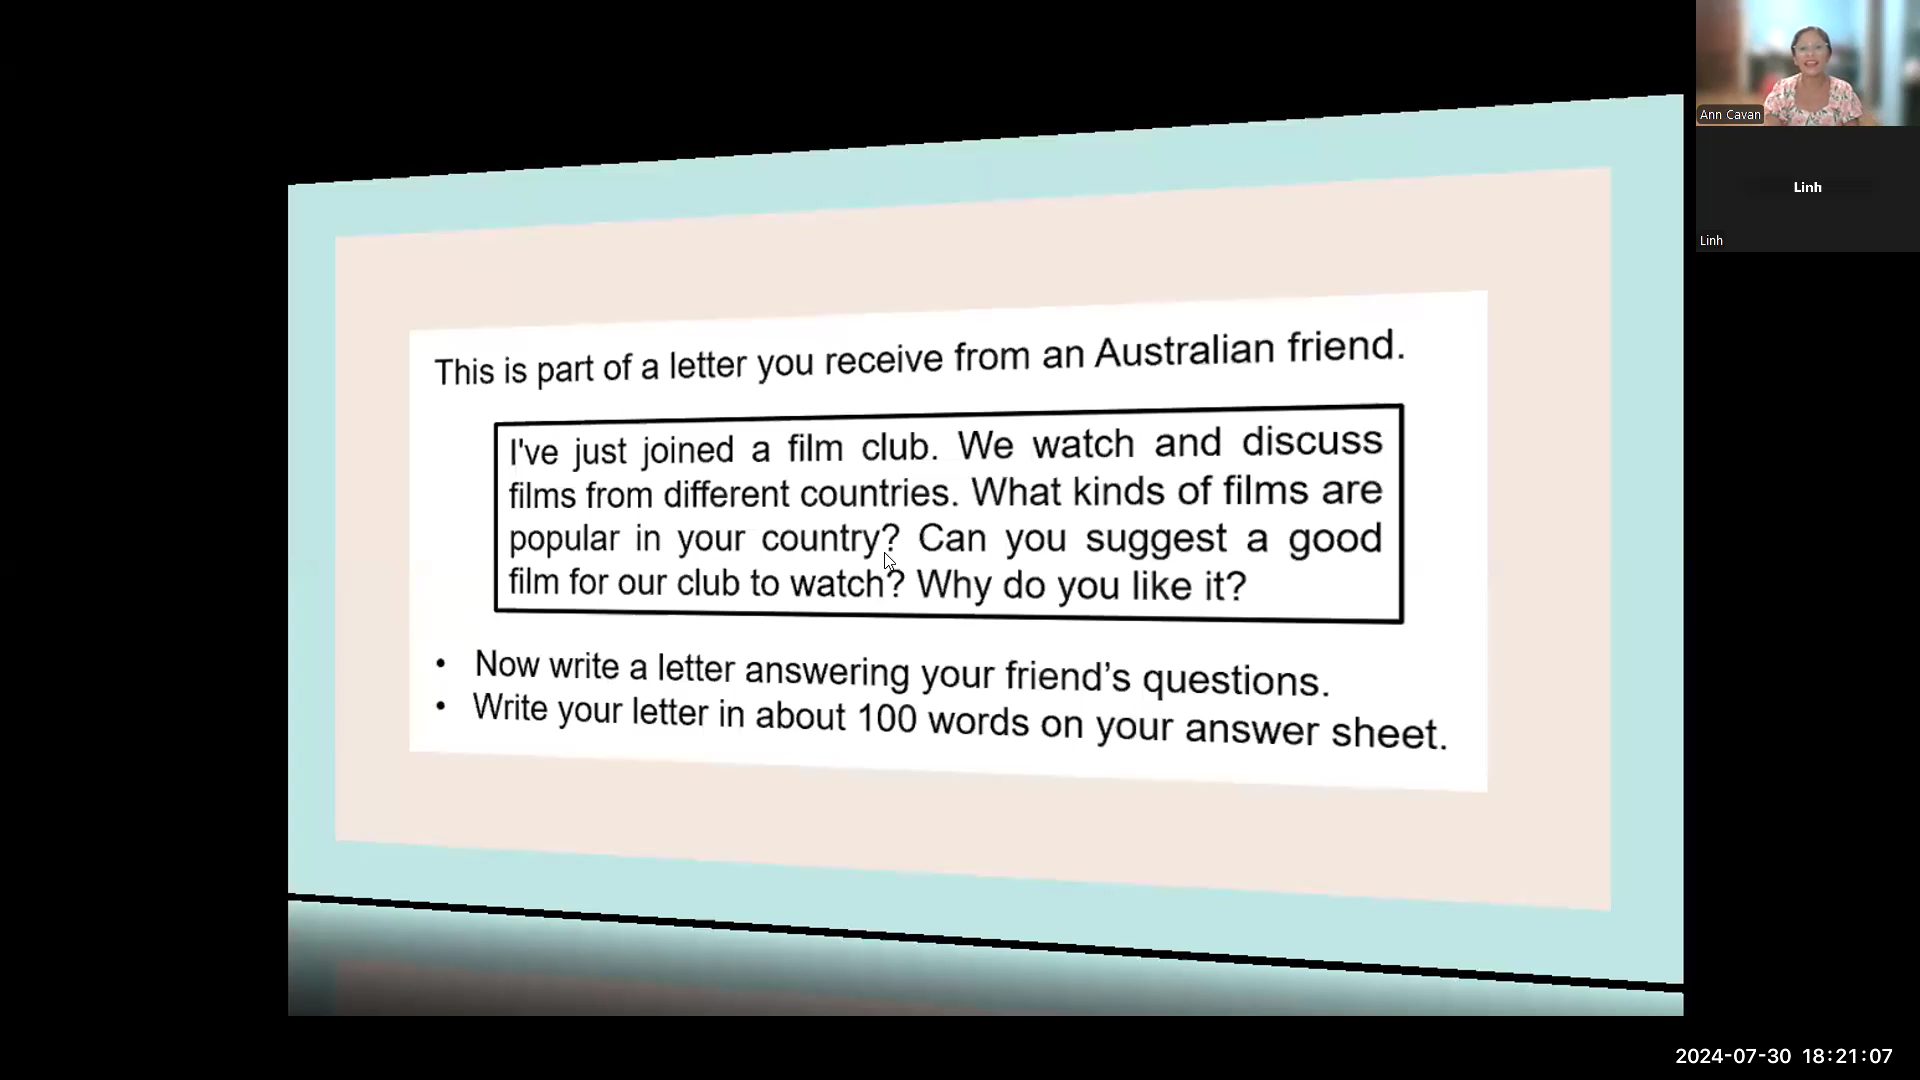 This is part of a letter you receive from an Australian friend.
I've just joined a film club. We watch and discuss
films from different countries. What kinds of films are
popular in your country? Can you suggest a good
film for our club to watch? Why do you like it?
• Now write a letter answering your friend’s questions.
• Write your letter in about 100 words on your answer sheet.
Ann Cavan
Linh
Linh
2024-07-30 18:21:07